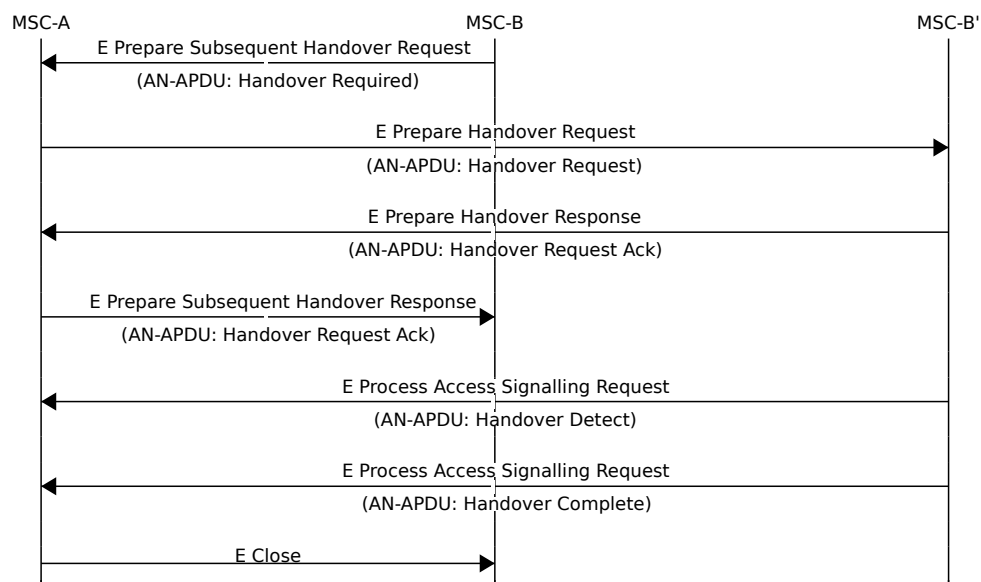 MSC-A MSC-B MSC-B'
E Prepare Subsequent Handover Request
(AN-APDU: Handover Required)
E Prepare Handover Request
(AN-APDU: Handover Request)
E Prepare Handover Response
(AN-APDU: Handover Request Ack)
E Prepare Subsequent Handover Response
(AN-APDU: Handover Request Ack)
E Process Access Signalling Request
(AN-APDU: Handover Detect)
E Process Access Signalling Request
(AN-APDU: Handover Complete)
E Close